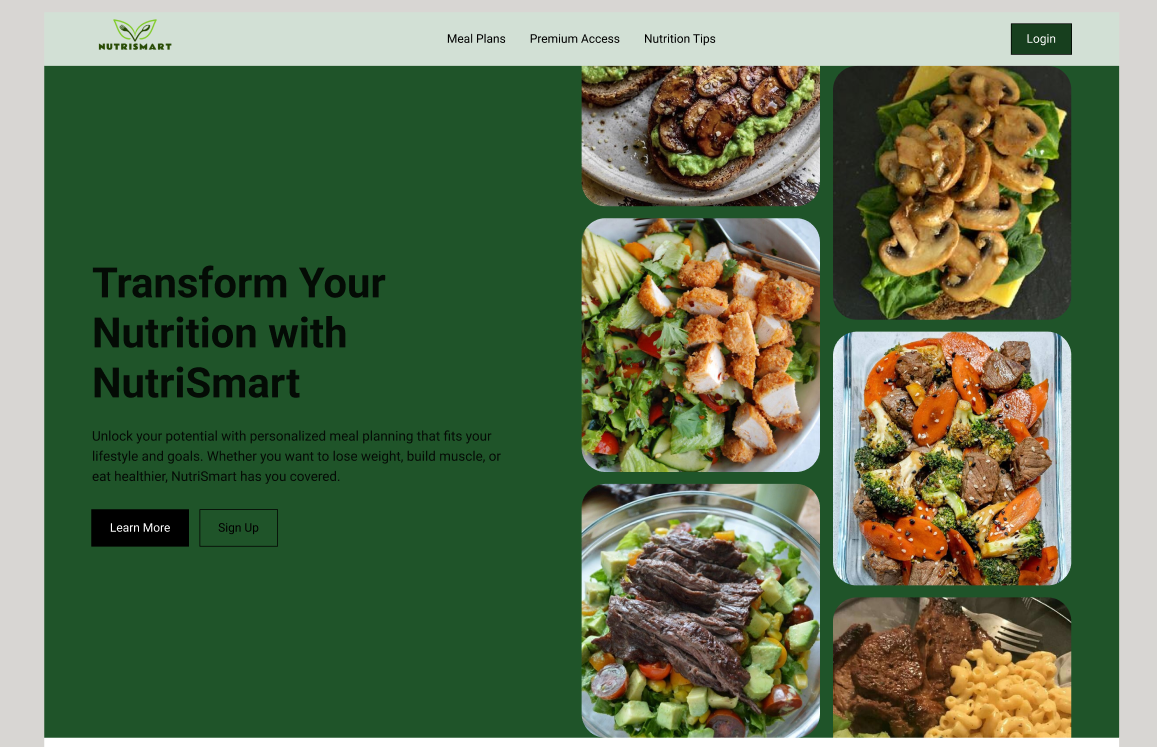 NUTRISMART
Meal Plans
Premium Access
Nutrition Tips
Login
Transform Your
Nutrition with
NutriSmart
Unlock your potential with personalized meal planning that fits your
lifestyle and goals. Whether you want to lose weight, build muscle, or
eat healthier, NutriSmart has you covered.
Learn More
Sign Up